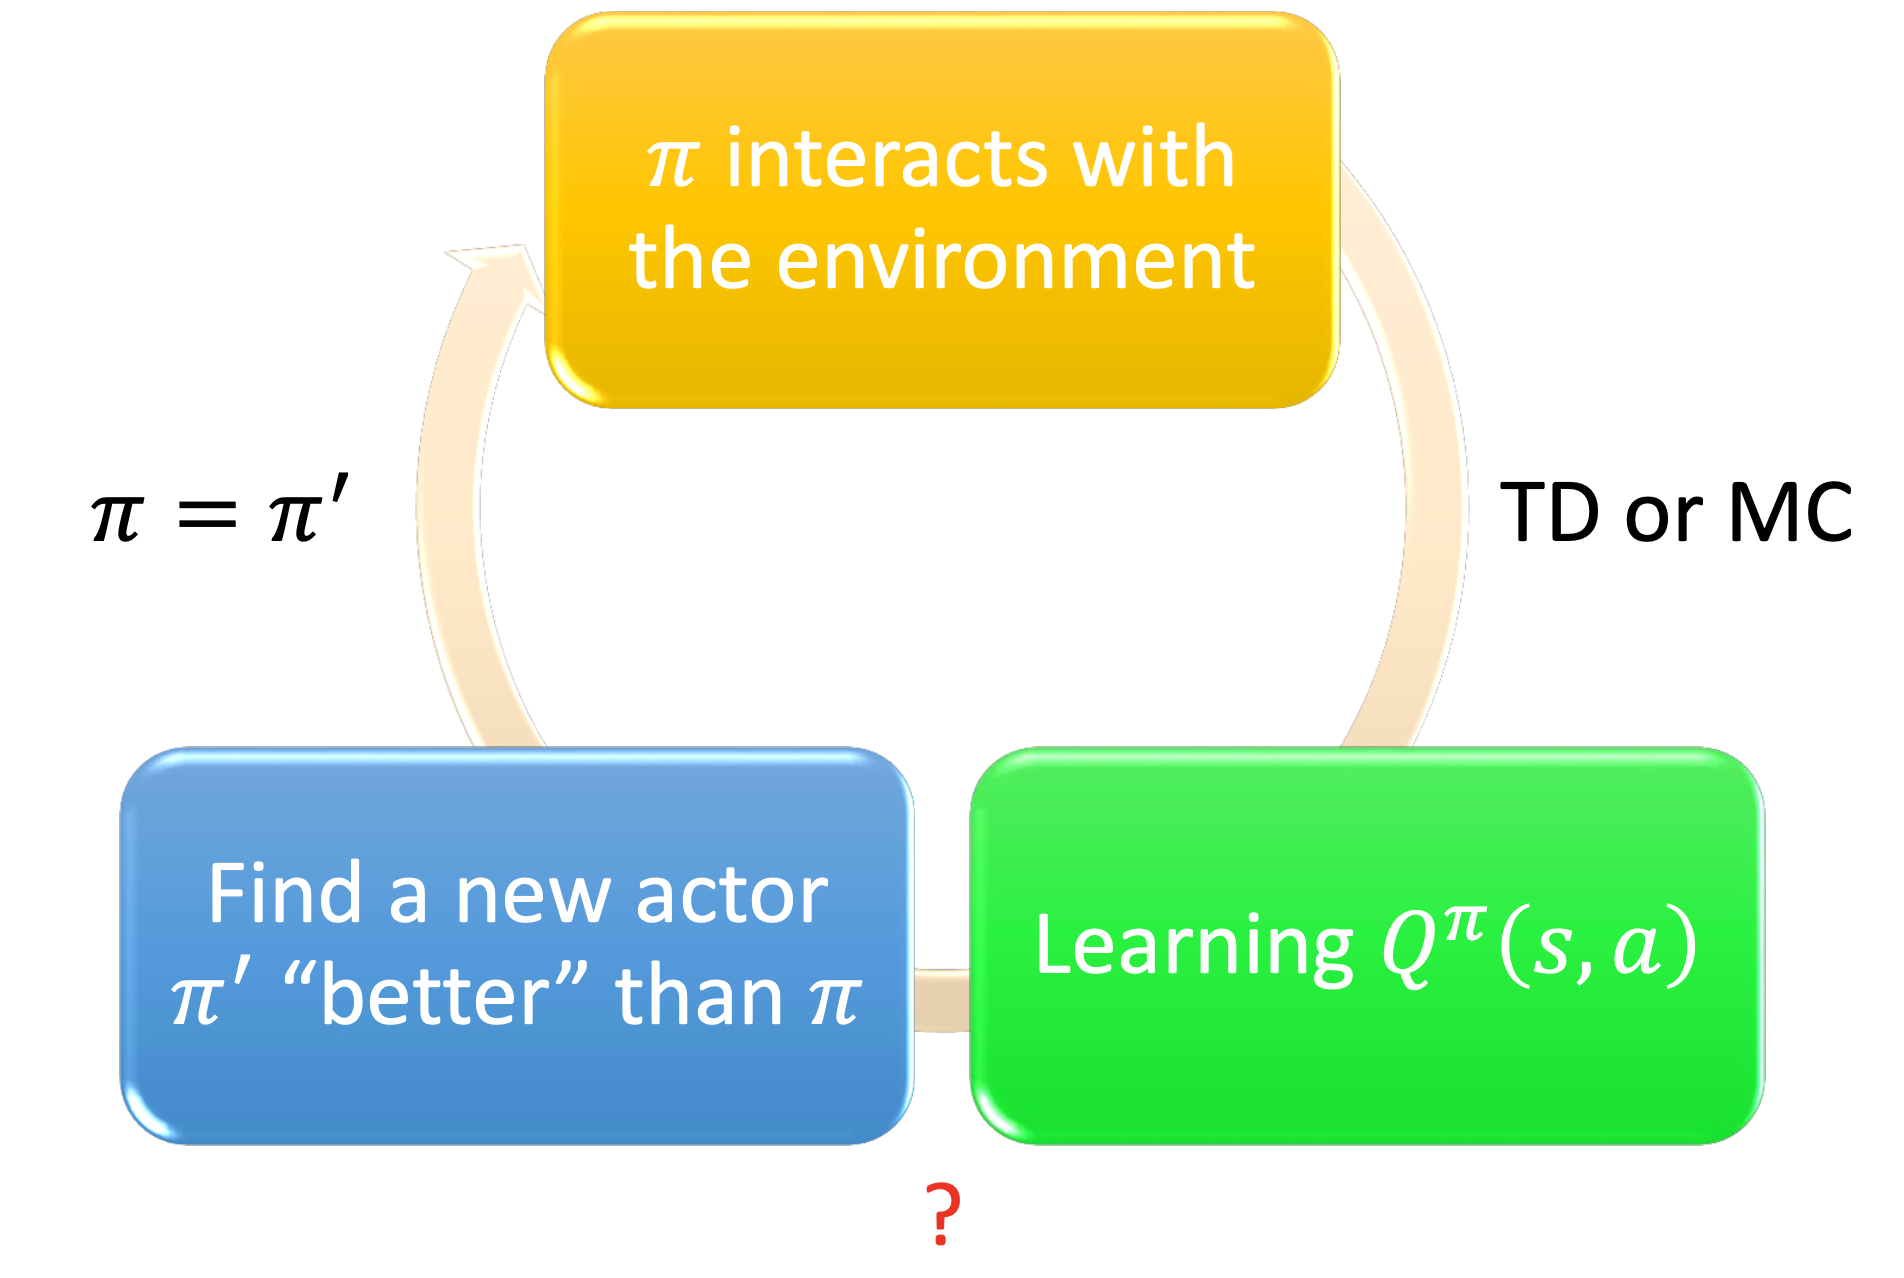 π interacts with
the environment
π = π′
TD or MC
Find a new actor
π′ “better” than π
Learning Q^π(s, a)
?